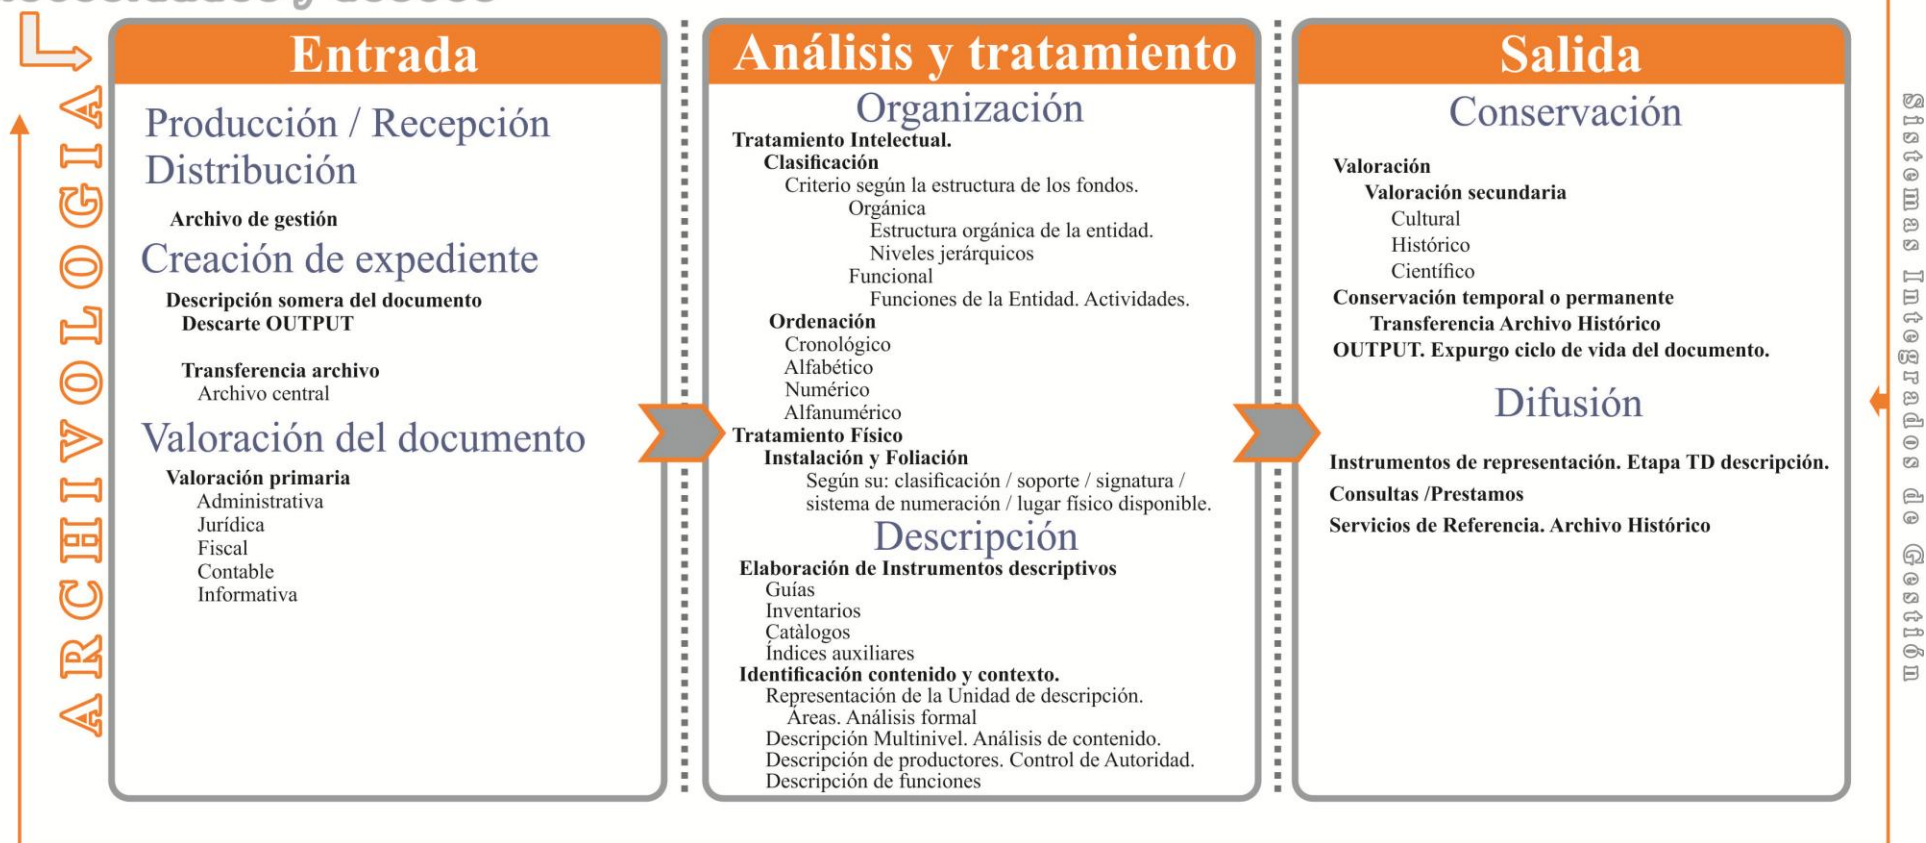 ARCHIVOLOGIA
Entrada
Producción / Recepción
Distribución
Archivo de gestión
Creación de expediente
Descripción somera del documento
Descarte OUTPUT
Transferencia archivo
Archivo central
Valoración del documento
Valoración primaria
Administrativa
Jurídica
Fiscal
Contable
Informativa
Análisis y tratamiento
Organización
Tratamiento Intelectual.
Clasificación
Criterio según la estructura de los fondos.
Orgánica
Estructura orgánica de la entidad.
Niveles jerárquicos
Funcional
Funciones de la Entidad. Actividades.
Ordenación
Cronológico
Alfabético
Numérico
Alfanumérico
Tratamiento Físico
Instalación y Foliación
Según su: clasificación / soporte / signatura /
sistema de numeración / lugar físico disponible.
Descripción
Elaboración de Instrumentos descriptivos
Guías
Inventarios
Catàlogos
Índices auxiliares
Identificación contenido y contexto.
Representación de la Unidad de descripción.
Áreas. Análisis formal
Descripción Multinivel. Análisis de contenido.
Descripción de productores. Control de Autoridad.
Descripción de funciones
Salida
Conservación
Valoración
Valoración secundaria
Cultural
Histórico
Científico
Conservación temporal o permanente
Transferencia Archivo Histórico
OUTPUT. Expurgo ciclo de vida del documento.
Difusión
Instrumentos de representación. Etapa TD descripción.
Consultas /Prestamos
Servicios de Referencia. Archivo Histórico
Sistemas Integrados de Gestión